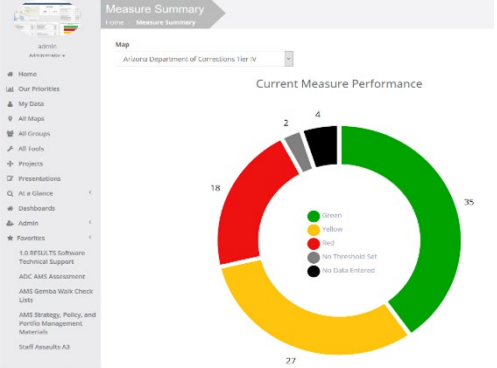 Measure Summary
Home Measure Summary
admin
Administrator
Home
Our Priorities
My Data
All Maps
All Groups
All Tools
Projects
Presentations
At a Glance
Dashboards
Admin
Favorites
1.0 RESULTS Software
Technical Support
ADC AMS Assessment
AMS Gemba Walk Check
Lists
AMS Strategy, Policy, and
Portfio Management
Materials
Staff Assaults A3
Map
Arizona Department of Corrections Tier IV
Current Measure Performance
4
2
18
35
27
Green
Yellow
Red
No Threshold Set
No Data Entered